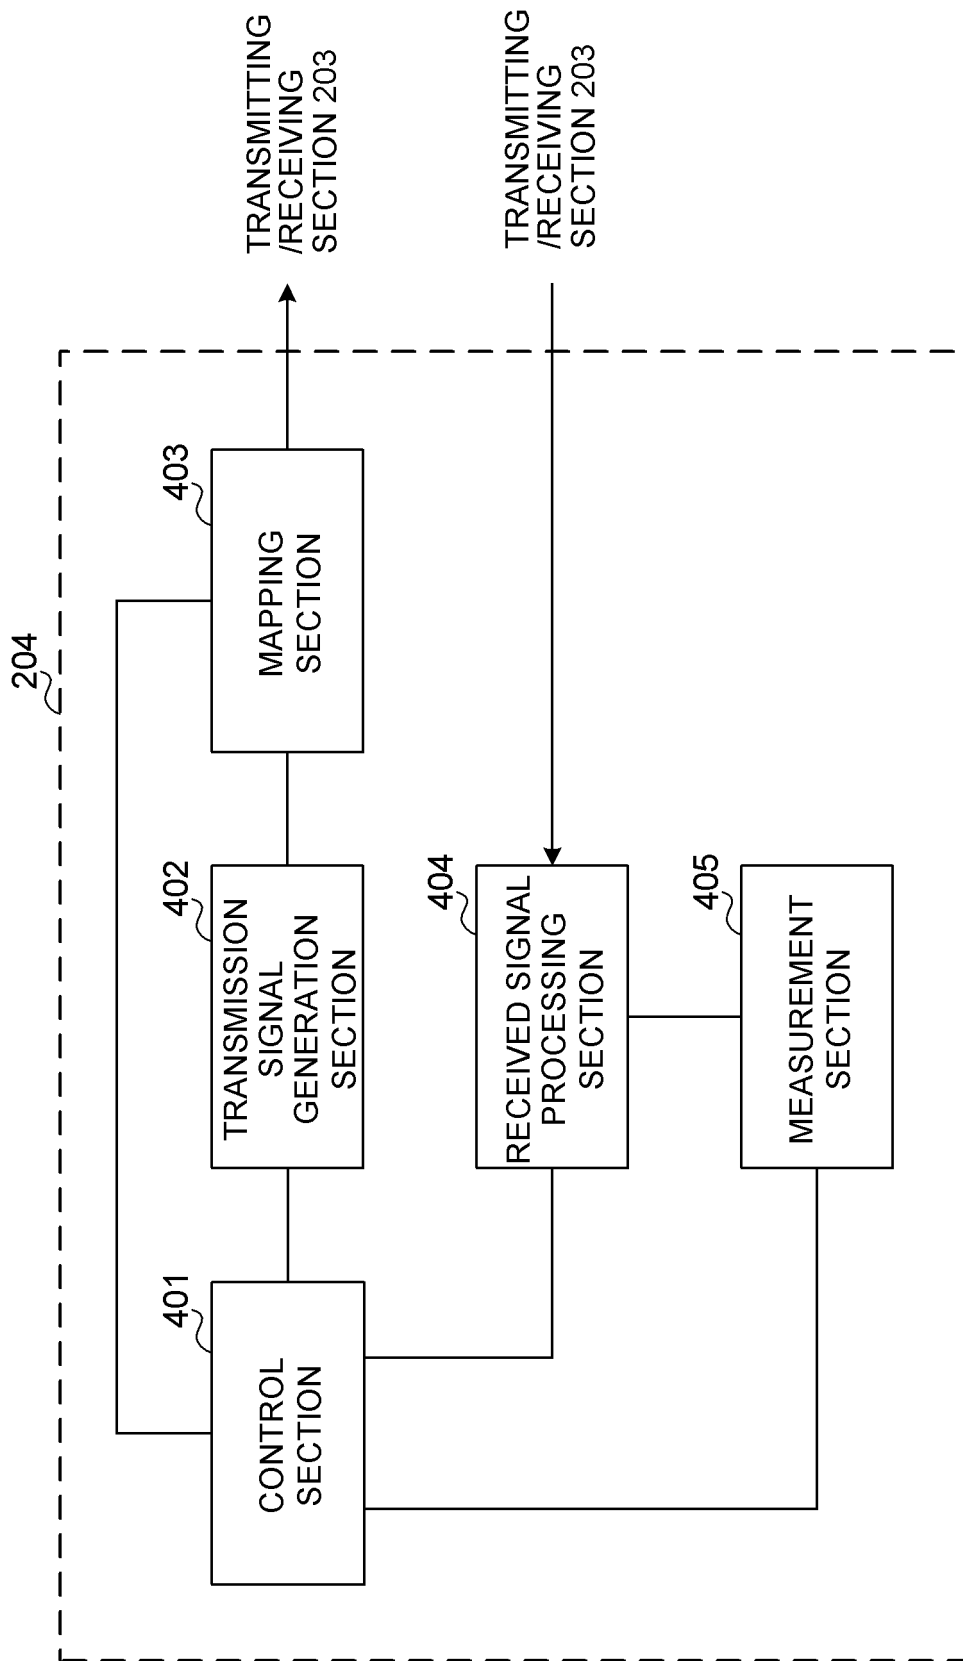 204
401
CONTROL
SECTION
402
TRANSMISSION
SIGNAL
GENERATION
SECTION
403
MAPPING
SECTION
TRANSMITTING
/RECEIVING
SECTION 203
404
RECEIVED SIGNAL
PROCESSING
SECTION
TRANSMITTING
/RECEIVING
SECTION 203
405
MEASUREMENT
SECTION